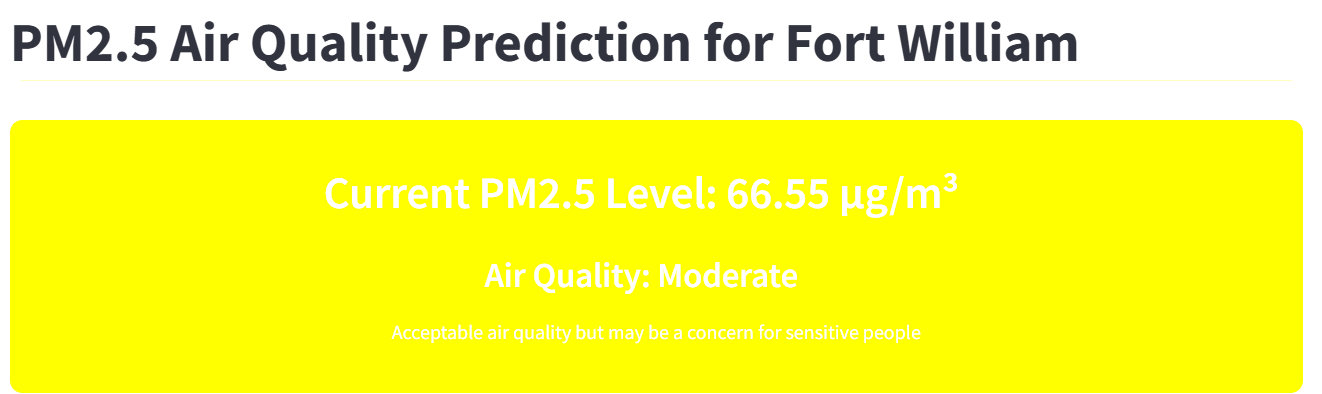 PM2.5 Air Quality Prediction for Fort William
Current PM2.5 Level: 66.55 µg/m³
Air Quality: Moderate
Acceptable air quality but may be a concern for sensitive people